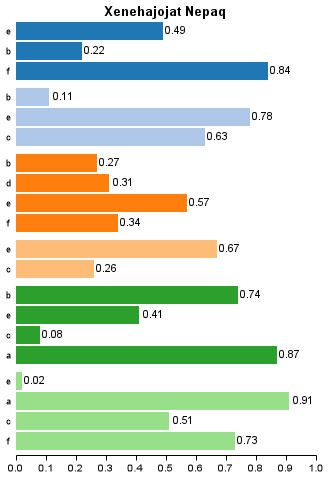 Xenehajojat Nepaq
e 0.49
b 0.22
f 0.84
b 0.11
e 0.78
c 0.63
b 0.27
d 0.31
e 0.57
f 0.34
e 0.67
c 0.26
b 0.74
e 0.41
c 0.08
a 0.87
e 0.02
a 0.91
c 0.51
f 0.73
0.0 0.1 0.2 0.3 0.4 0.5 0.6 0.7 0.8 0.9 1.0